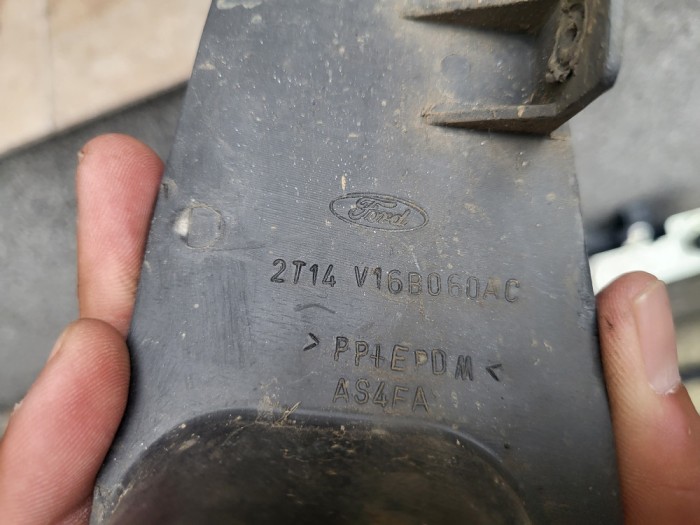 Ford
2T14 V16B060AC
>PP+EPDM<
AS4FA